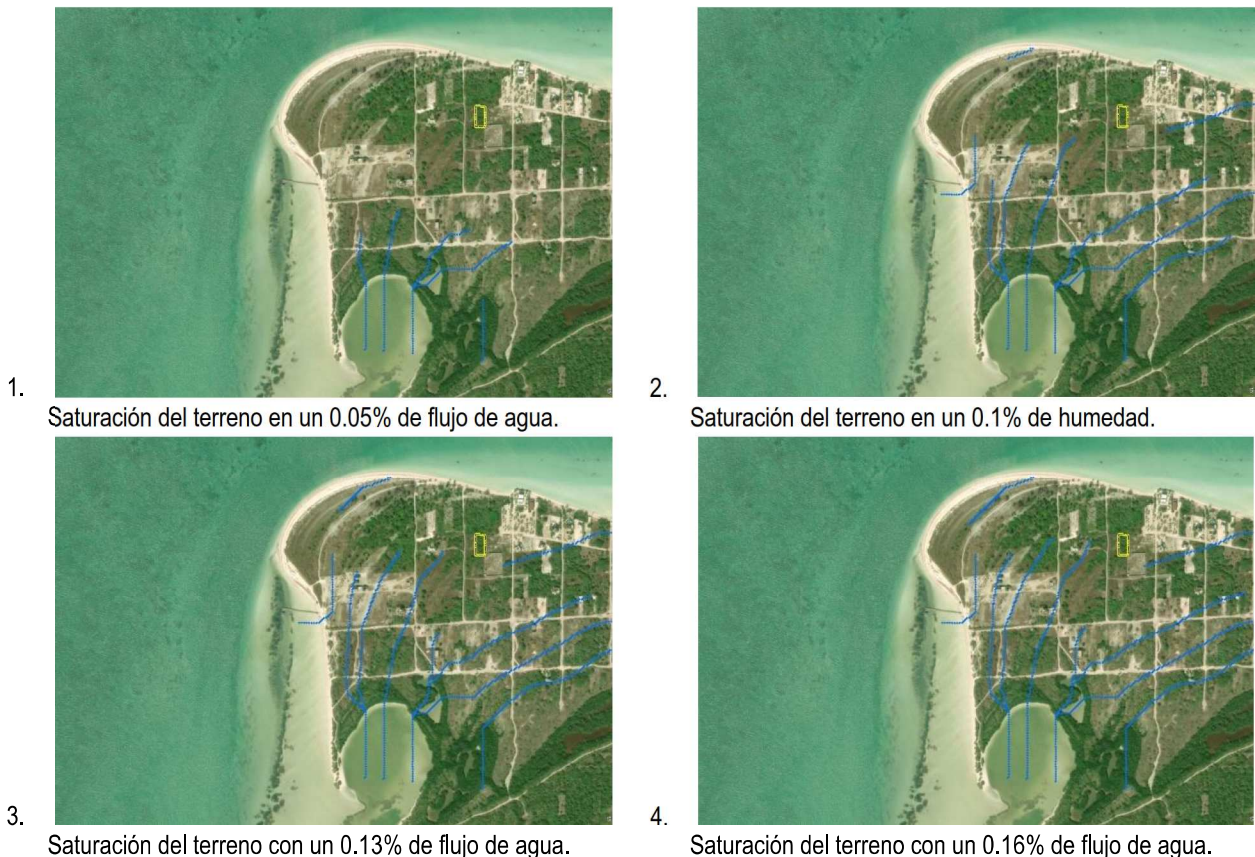 1.
Saturación del terreno en un 0.05% de flujo de agua.
2.
Saturación del terreno en un 0.1% de humedad.
3.
Saturación del terreno con un 0.13% de flujo de agua.
4.
Saturación del terreno con un 0.16% de flujo de agua.